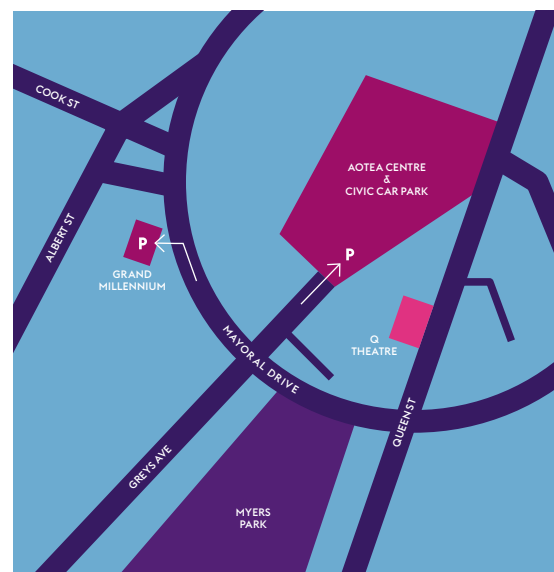 COOK ST
AOTEA CENTRE
&
CIVIC CAR PARK
ALBERT ST
P
P
GRAND
MILLENNIUM
MAYORAL DRIVE
Q
THEATRE
QUEEN ST
GREYS AVE
MYERS
PARK